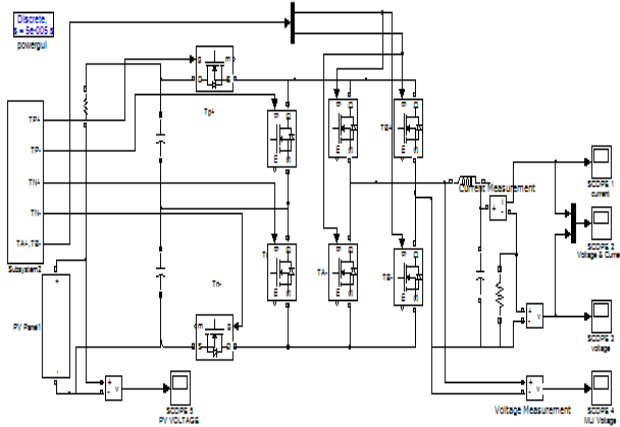 Discrete,
s = 5e-005 s
powergui
TP+
TP-
TN+
TN-
TA+,TB-
Subsystem2
PV Panel1
Tp+
Tn-
TA-
TB-
Current Measurement
SCOPE 1
current
SCOPE 2
Voltage & Curre
SCOPE 3
voltage
SCOPE 4
MLI Voltage
Voltage Measurement
SCOPE 5
PV VOLTAGE